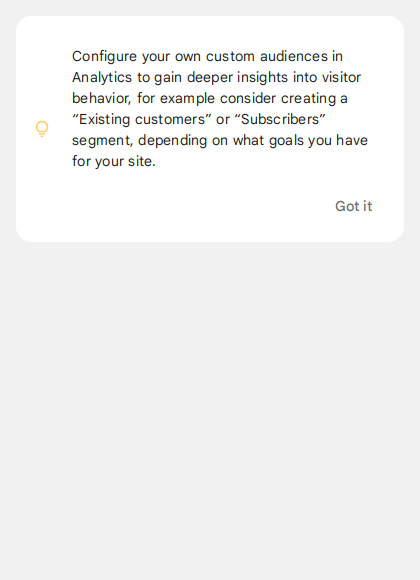 Configure your own custom audiences in
Analytics to gain deeper insights into visitor
behavior, for example consider creating a
“Existing customers” or “Subscribers”
segment, depending on what goals you have
for your site.
Got it